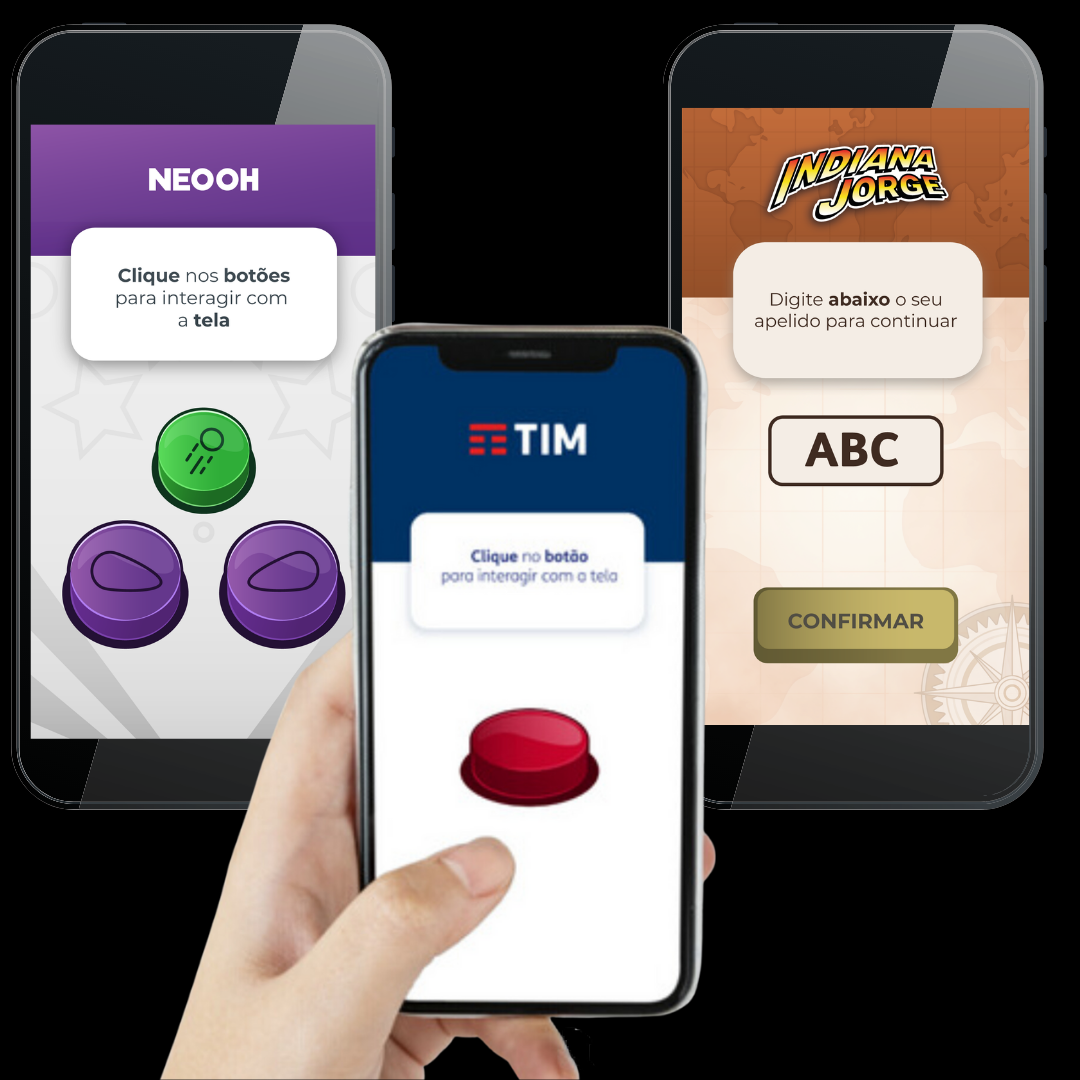 NEOOH
Clique nos botões
para interagir com
a tela
TIM
Clique no botão
para interagir com a tela
INDIANA
JORGE
Digite abaixo o seu
apelido para continuar
ABC
CONFIRMAR